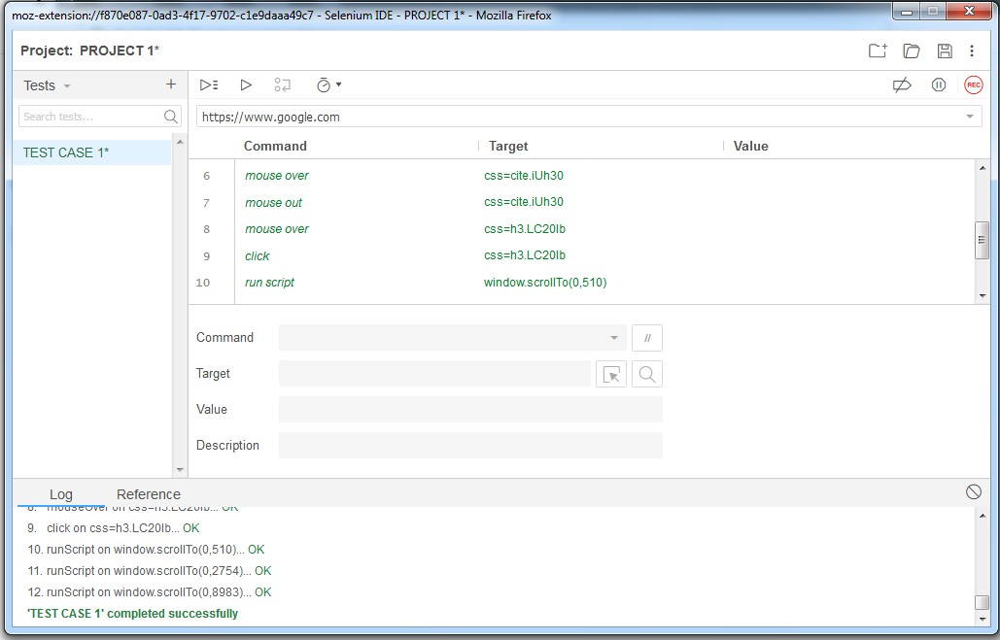 moz-extension://f870e087-0ad3-4f17-9702-c1e9daaa49c7 - Selenium IDE - PROJECT 1* - Mozilla Firefox
Project: PROJECT 1*
Tests
REC
Search tests...
https://www.google.com
TEST CASE 1*
Command Target Value
6 mouse over css=cite.iUh30
7 mouse out css=cite.iUh30
8 mouse over css=h3.LC20lb
9 click css=h3.LC20lb
10 run script window.scrollTo(0,510)
Command //
Target
Value
Description
Log Reference
8. mouseOver on css=h3.LC20lb... OK
9. click on css=h3.LC20lb... OK
10. runScript on window.scrollTo(0,510)... OK
11. runScript on window.scrollTo(0,2754)... OK
12. runScript on window.scrollTo(0,8983)... OK
'TEST CASE 1' completed successfully